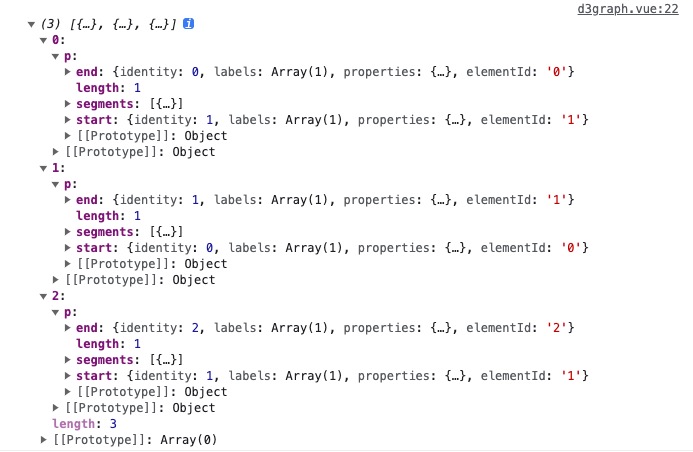 d3graph.vue:22
▼ (3) [{…}, {…}, {…}] i
▼ 0:
▼ p:
▶ end: {identity: 0, labels: Array(1), properties: {…}, elementId: '0'}
length: 1
▶ segments: [{…}]
▶ start: {identity: 1, labels: Array(1), properties: {…}, elementId: '1'}
▶ [[Prototype]]: Object
▶ [[Prototype]]: Object
▼ 1:
▼ p:
▶ end: {identity: 1, labels: Array(1), properties: {…}, elementId: '1'}
length: 1
▶ segments: [{…}]
▶ start: {identity: 0, labels: Array(1), properties: {…}, elementId: '0'}
▶ [[Prototype]]: Object
▶ [[Prototype]]: Object
▼ 2:
▼ p:
▶ end: {identity: 2, labels: Array(1), properties: {…}, elementId: '2'}
length: 1
▶ segments: [{…}]
▶ start: {identity: 1, labels: Array(1), properties: {…}, elementId: '1'}
▶ [[Prototype]]: Object
▶ [[Prototype]]: Object
length: 3
▶ [[Prototype]]: Array(0)